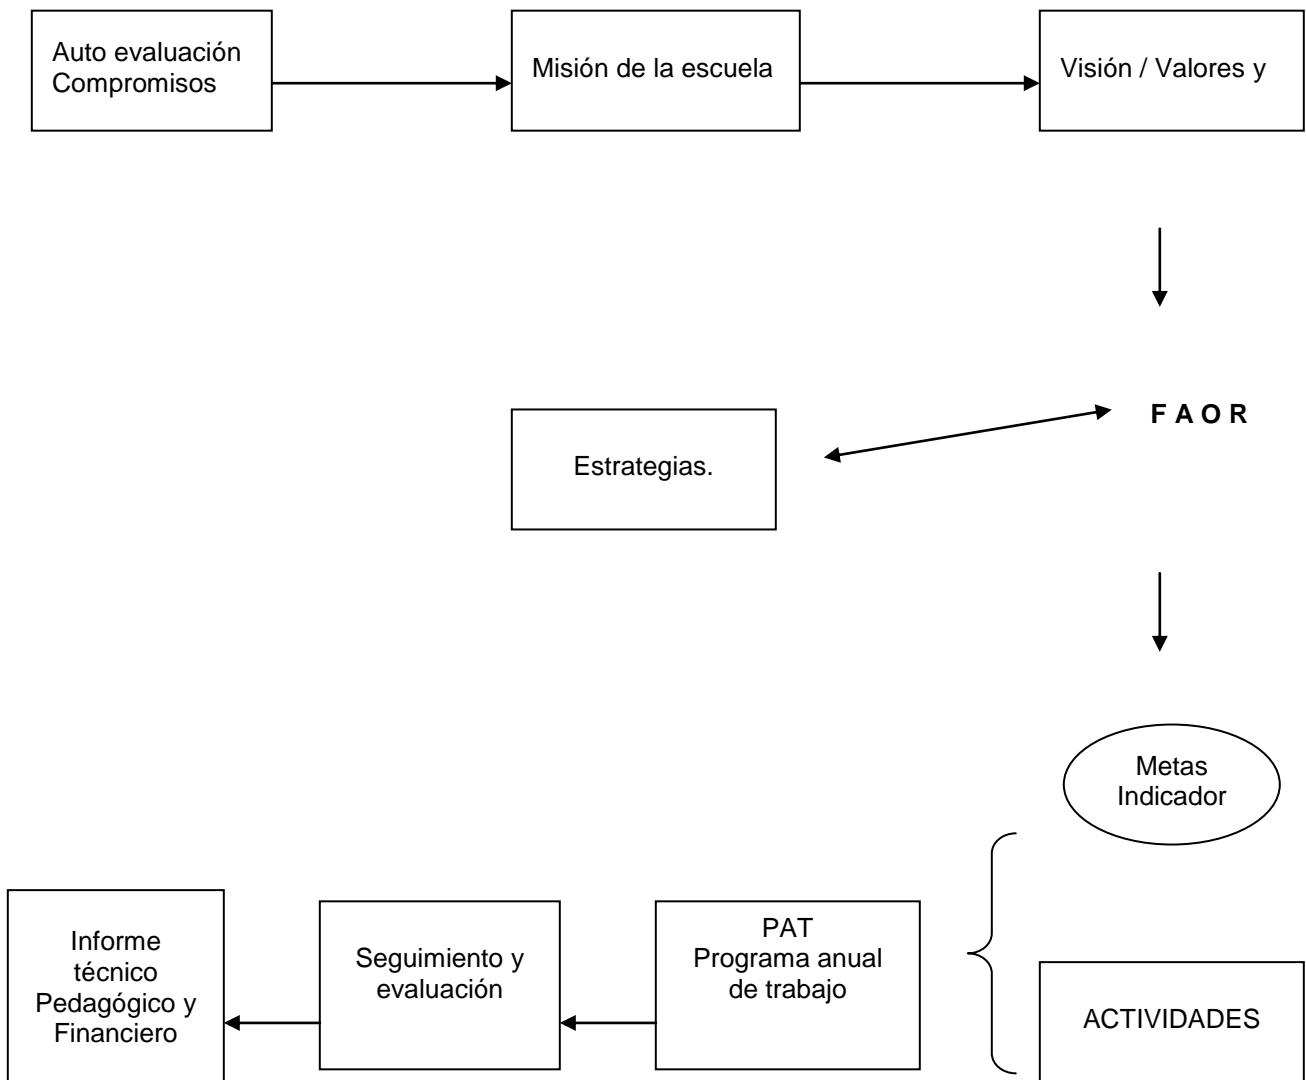 Auto evaluación
Compromisos
Misión de la escuela
Visión / Valores y
F A O R
Estrategias.
Metas
Indicador
PAT
Programa anual
de trabajo
ACTIVIDADES
Seguimiento y
evaluación
Informe
técnico
Pedagógico y
Financiero